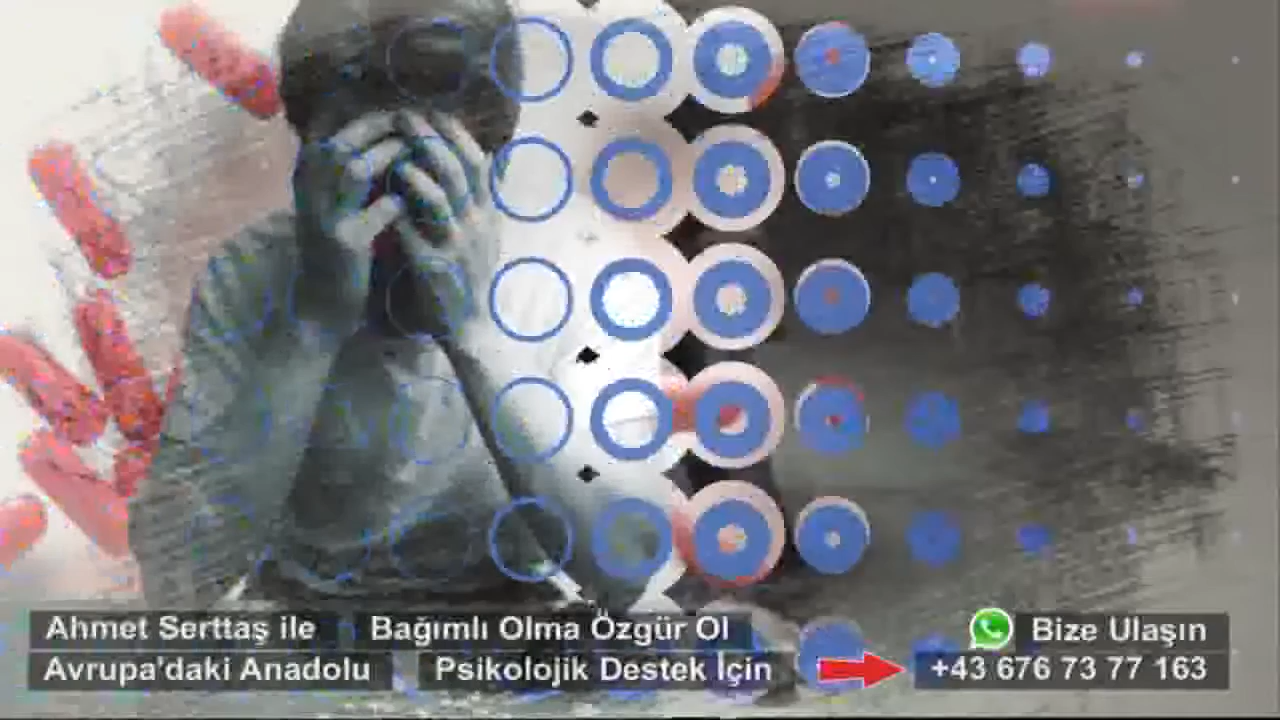 Ahmet Serttaş ile Bağımlı Olma Özgür Ol Bize Ulaşın
Avrupa'daki Anadolu Psikolojik Destek İçin +43 676 73 77 163